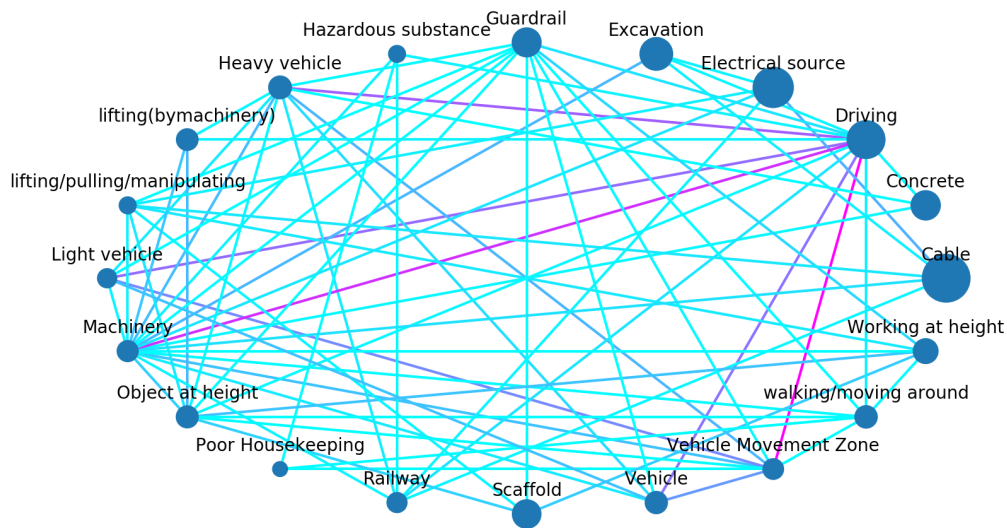 Guardrail
Hazardous substance
Excavation
Heavy vehicle
Electrical source
lifting(bymachinery)
Driving
lifting/pulling/manipulating
Concrete
Light vehicle
Cable
Machinery
Working at height
Object at height
walking/moving around
Poor Housekeeping
Vehicle Movement Zone
Railway
Scaffold
Vehicle